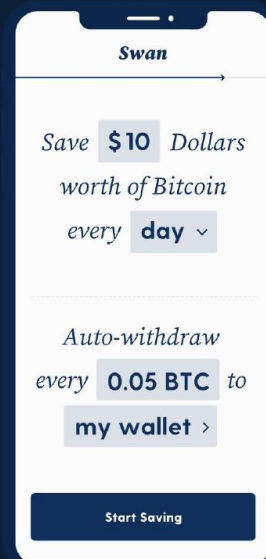 Swan
Save $10 Dollars
worth of Bitcoin
every day
Auto-withdraw
every 0.05 BTC to
my wallet
Start Saving